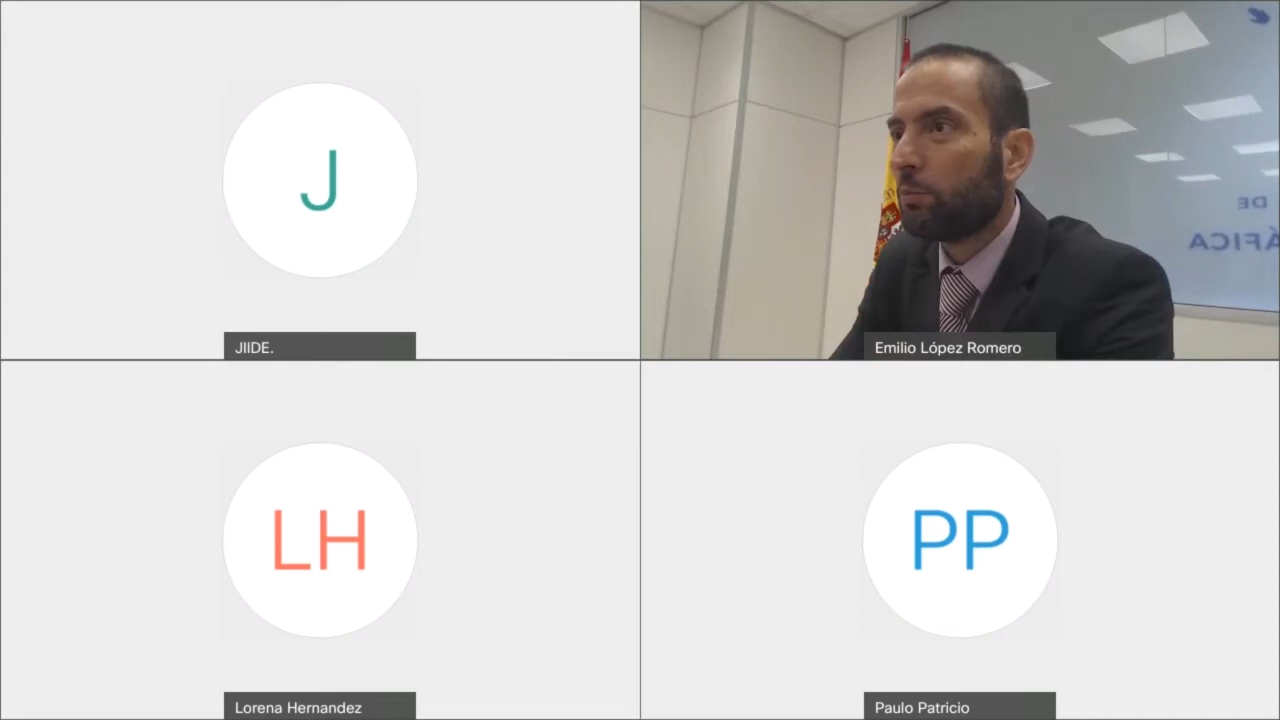 J
JIIDE.
DE
ÁFICA
Emilio López Romero
LH
Lorena Hernandez
PP
Paulo Patricio